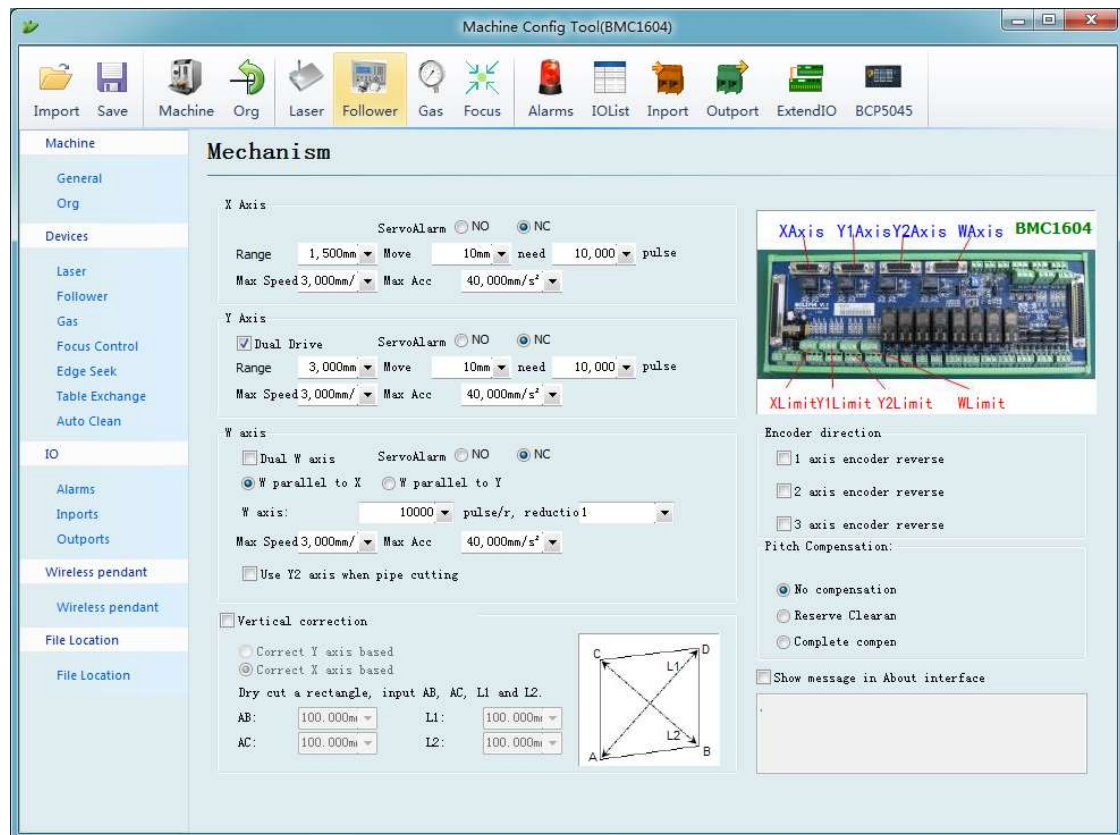 Machine Config Tool(BMC1604)
Import Save Machine Org Laser Follower Gas Focus Alarms IOList Inport Outport ExtendIO BCP5045
Machine
General
Org
Devices
Laser
Follower
Gas
Focus Control
Edge Seek
Table Exchange
Auto Clean
IO
Alarms
Inports
Outports
Wireless pendant
Wireless pendant
File Location
File Location
Mechanism
X Axis
ServoAlarm NO NC
Range 1,500mm Move 10mm need 10,000 pulse
Max Speed 3,000mm/ Max Acc 40,000mm/s²
Y Axis
Dual Drive ServoAlarm NO NC
Range 3,000mm Move 10mm need 10,000 pulse
Max Speed 3,000mm/ Max Acc 40,000mm/s²
W axis
Dual W axis ServoAlarm NO NC
W parallel to X W parallel to Y
W axis: 10000 pulse/r, reductio 1
Max Speed 3,000mm/ Max Acc 40,000mm/s²
Use Y2 axis when pipe cutting
Vertical correction
Correct Y axis based
Correct X axis based
Dry cut a rectangle, input AB, AC, L1 and L2.
AB: 100.000m L1: 100.000m
AC: 100.000m L2: 100.000m
C D
L1
L2
A B
XAxis Y1Axis Y2Axis WAxis BMC1604
XLimit Y1Limit Y2Limit WLimit
Encoder direction
1 axis encoder reverse
2 axis encoder reverse
3 axis encoder reverse
Pitch Compensation:
No compensation
Reserve Clearan
Complete compen
Show message in About interface